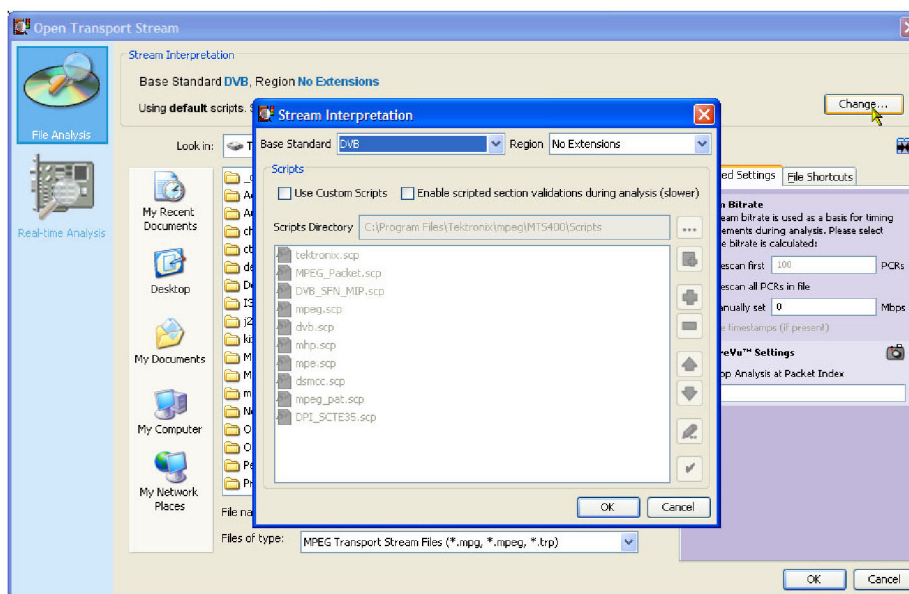 Open Transport Stream
Stream Interpretation
Base Standard DVB, Region No Extensions
Using default scripts.
Change...
File Analysis
Real-time Analysis
Look in:
My Recent
Documents
Desktop
My Documents
My Computer
My Network
Places
File na
Files of type:
MPEG Transport Stream Files (*.mpg, *.mpeg, *.trp)
Stream Interpretation
Base Standard DVB Region No Extensions
Scripts
Use Custom Scripts Enable scripted section validations during analysis (slower)
Scripts Directory C:\Program Files\Tektronix\mpeg\MTS400\Scripts
...
tektronix.scp
MPEG_Packet.scp
DVB_SFN_MIP.scp
mpeg.scp
dvb.scp
mhp.scp
mpe.scp
dsmcc.scp
mpeg_pat.scp
DPI_SCTE35.scp
OK Cancel
ed Settings File Shortcuts
n Bitrate
eam bitrate is used as a basis for timing
ements during analysis. Please select
e bitrate is calculated:
escan first 100 PCRs
escan all PCRs in file
anually set 0 Mbps
e timestamps (if present)
reVu™ Settings
op Analysis at Packet Index
OK Cancel